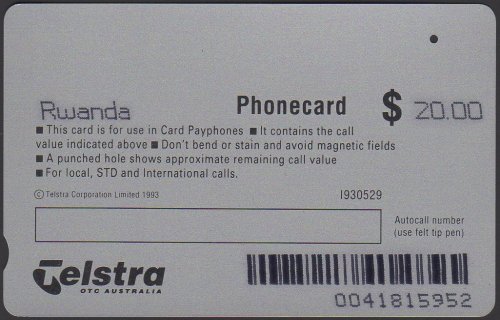 Rwanda Phonecard $ 20.00
■ This card is for use in Card Payphones ■ It contains the call
value indicated above ■ Don't bend or stain and avoid magnetic fields
■ A punched hole shows approximate remaining call value
■ For local, STD and International calls.
© Telstra Corporation Limited 1993 I930529
Autocall number
(use felt tip pen)
Telstra
OTC AUSTRALIA
0041815952